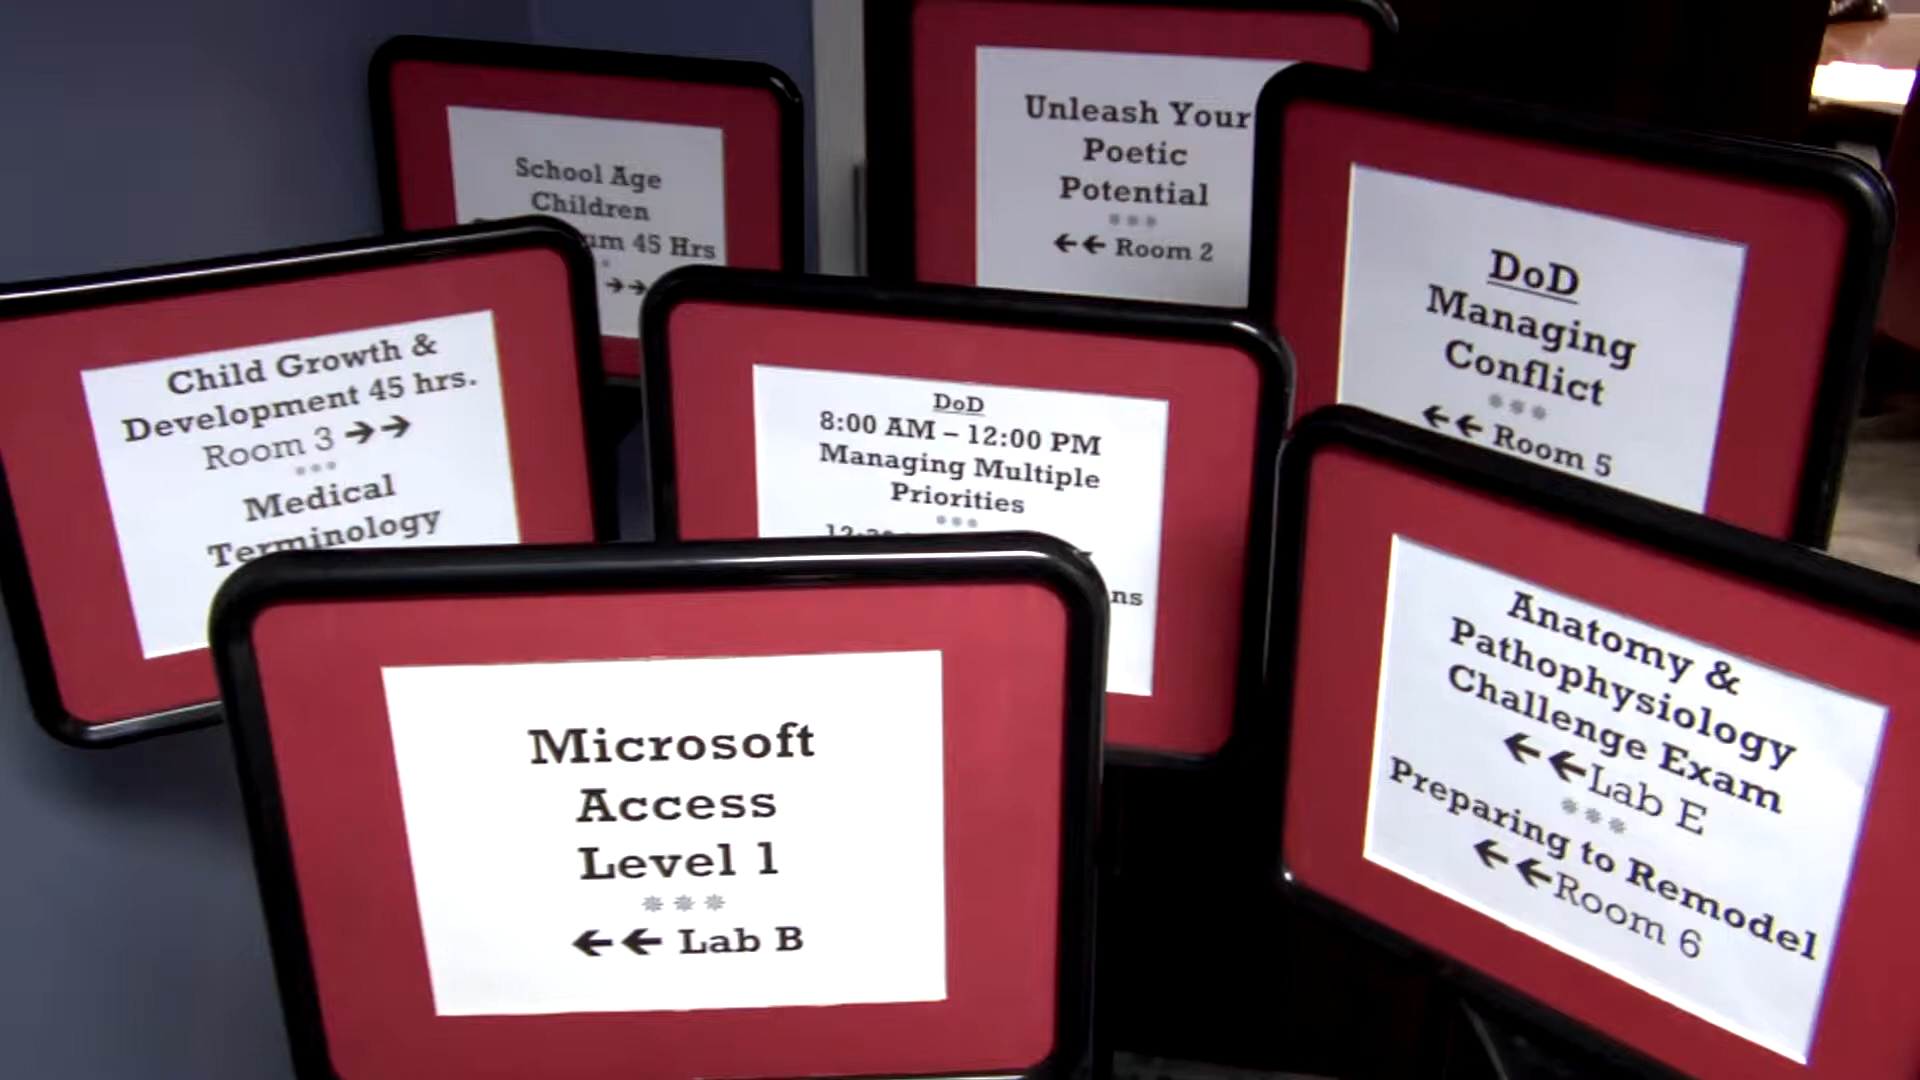 School Age
Children
45 Hrs
→→
Unleash Your
Poetic
Potential
***
←← Room 2
DoD
Managing
Conflict
***
←← Room 5
Child Growth &
Development 45 hrs.
Room 3 →→
***
Medical
Terminology
DoD
8:00 AM – 12:00 PM
Managing Multiple
Priorities
***
Anatomy &
Pathophysiology
Challenge Exam
←←Lab E
***
Preparing to Remodel
←←Room 6
Microsoft
Access
Level 1
***
←← Lab B